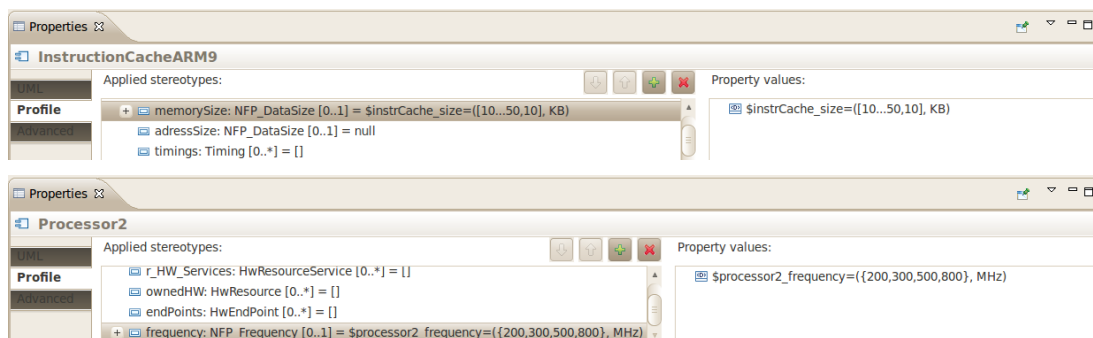 Properties
InstructionCacheARM9
Applied stereotypes:
Property values:
UML
Profile
Advanced
memorySize: NFP_DataSize [0..1] = $instrCache_size=([10...50,10], KB)
adressSize: NFP_DataSize [0..1] = null
timings: Timing [0..*] = []
$instrCache_size=([10...50,10], KB)
Properties
Processor2
Applied stereotypes:
Property values:
UML
Profile
Advanced
r_HW_Services: HwResourceService [0..*] = []
ownedHW: HwResource [0..*] = []
endPoints: HwEndPoint [0..*] = []
frequency: NFP_Frequency [0..1] = $processor2_frequency=({200,300,500,800}, MHz)
$processor2_frequency=({200,300,500,800}, MHz)